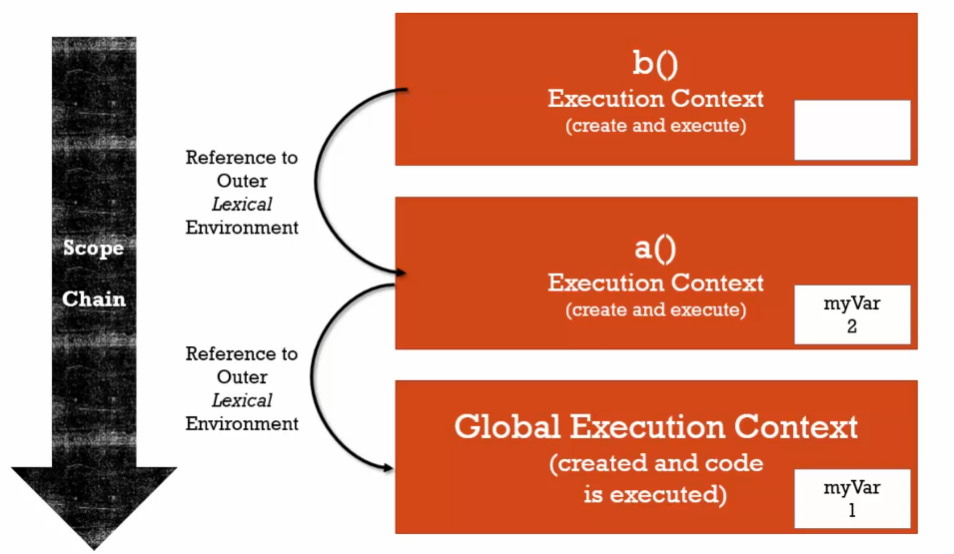 Scope
Chain
Reference to
Outer
Lexical
Environment
Reference to
Outer
Lexical
Environment
b()
Execution Context
(create and execute)
a()
Execution Context
(create and execute)
myVar
2
Global Execution Context
(created and code
is executed)
myVar
1